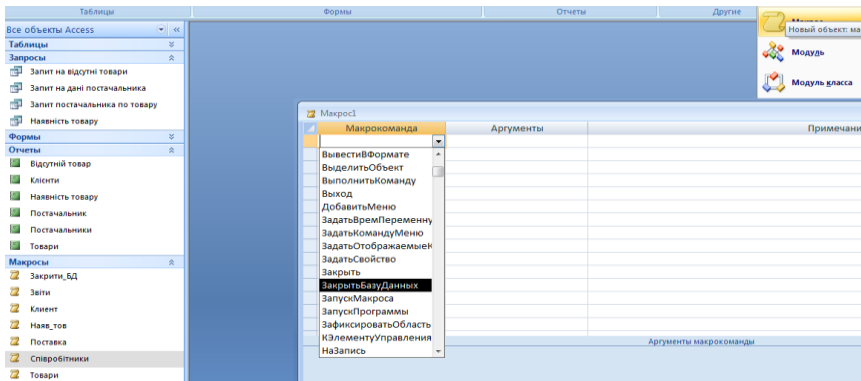 Таблицы
Формы
Отчеты
Другие
Новый объект: ма
Модуль
Модуль класса
Все объекты Access
Таблицы
Запросы
Запит на відсутні товари
Запит на дані постачальника
Запит постачальника по товару
Наявність товару
Формы
Отчеты
Відсутній товар
Клієнти
Наявність товару
Постачальник
Постачальники
Товари
Макросы
Закрити_БД
Звіти
Клиент
Наяв_тов
Поставка
Співробітники
Товари
Макрос1
Макрокоманда Аргументы Примечани
ВывестиВФормате
ВыделитьОбъект
ВыполнитьКоманду
Выход
ДобавитьМеню
ЗадатьВремПеременну
ЗадатьКомандуМеню
ЗадатьОтображаемыеК
ЗадатьСвойство
Закрыть
ЗакрытьБазуДанных
ЗапускМакроса
ЗапускПрограммы
ЗафиксироватьОбласть
КЭлементуУправления
НаЗапись
Аргументы макрокоманды